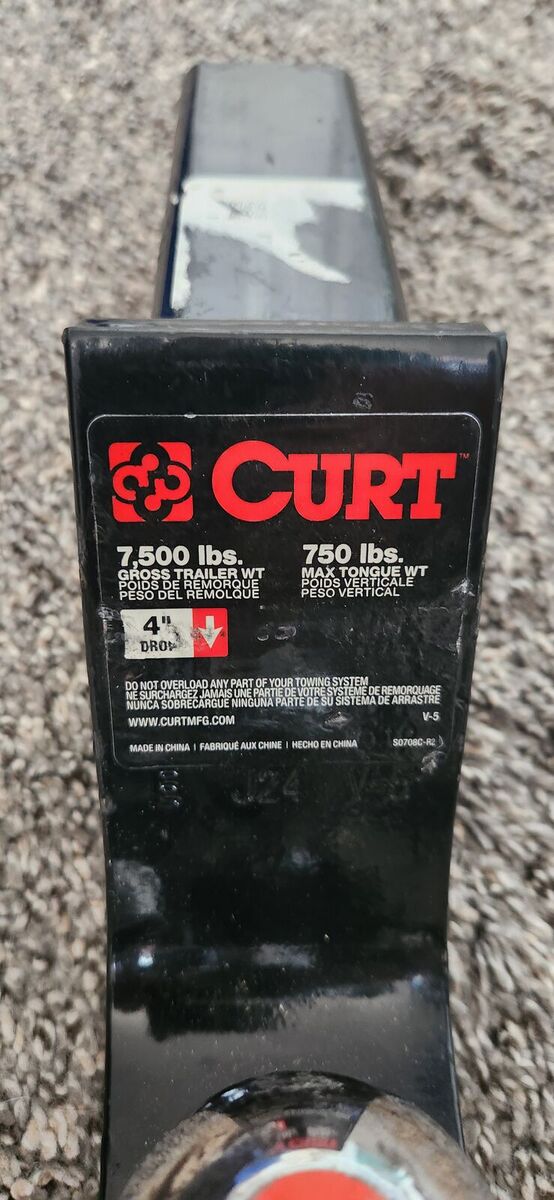 CURT™
7,500 lbs. 750 lbs.
GROSS TRAILER WT MAX TONGUE WT
POIDS DE REMORQUE POIDS VERTICALE
PESO DEL REMOLQUE PESO VERTICAL
4"
DROP
DO NOT OVERLOAD ANY PART OF YOUR TOWING SYSTEM
NE SURCHARGEZ JAMAIS UNE PARTIE DE VOTRE SYSTÈME DE REMORQUAGE
NUNCA SOBRECARGUE NINGUNA PARTE DE SU SISTEMA DE ARRASTRE
WWW.CURTMFG.COM V-5
MADE IN CHINA | FABRIQUÉ AUX CHINE | HECHO EN CHINA S0708C-R2
J24 V-5